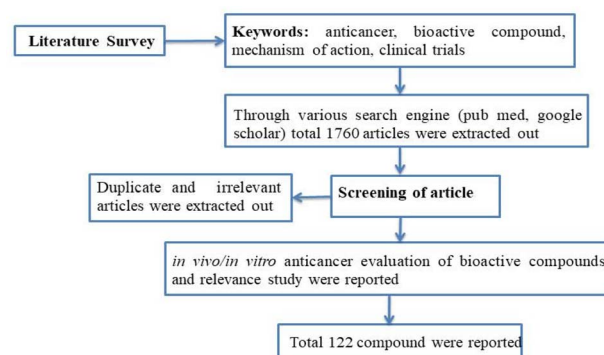 Literature Survey
Keywords: anticancer, bioactive compound,
mechanism of action, clinical trials
Through various search engine (pub med, google
scholar) total 1760 articles were extracted out
Duplicate and irrelevant
articles were extracted out
Screening of article
in vivo/in vitro anticancer evaluation of bioactive compounds
and relevance study were reported
Total 122 compound were reported